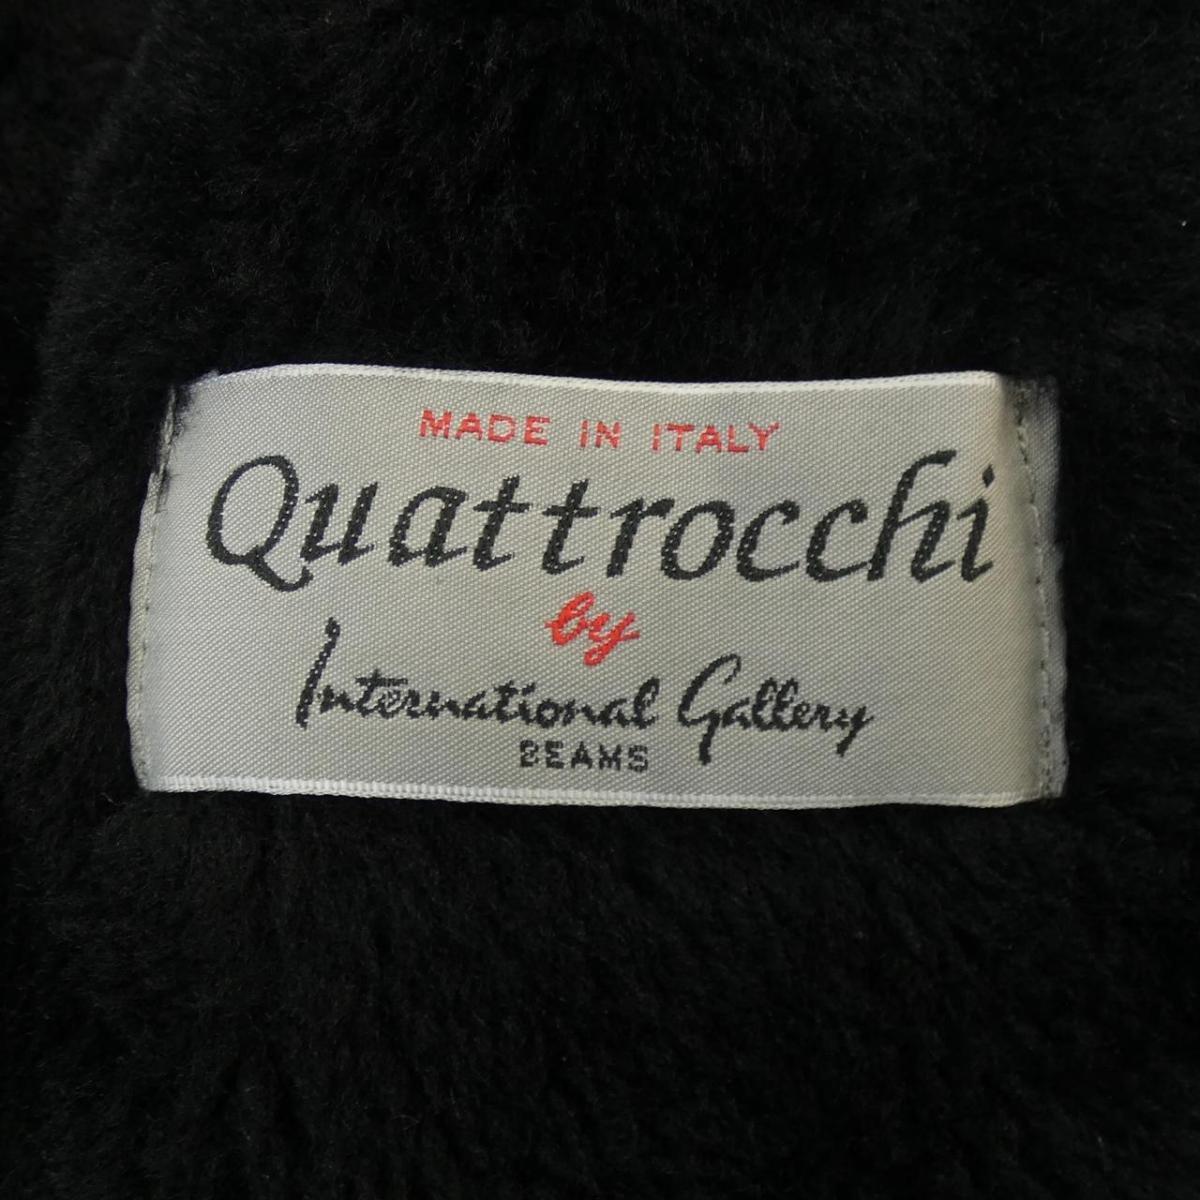 MADE IN ITALY
Quattrocchi
by
International Gallery
BEAMS